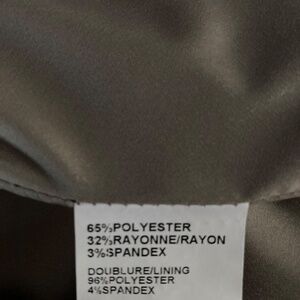 65%POLYESTER
32%RAYONNE/RAYON
3%SPANDEX
DOUBLURE/LINING
96%POLYESTER
4%SPANDEX